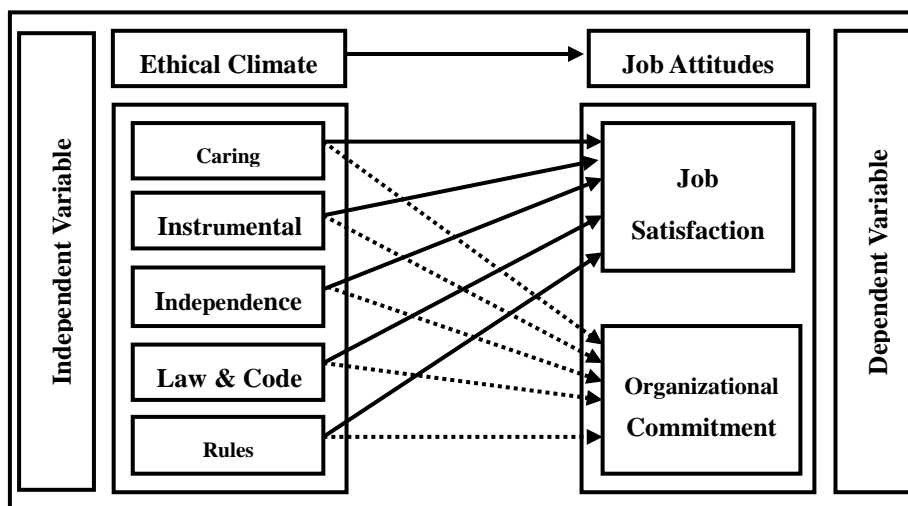 Independent Variable
Ethical Climate
Caring
Instrumental
Independence
Law & Code
Rules
Job Attitudes
Job
Satisfaction
Organizational
Commitment
Dependent Variable